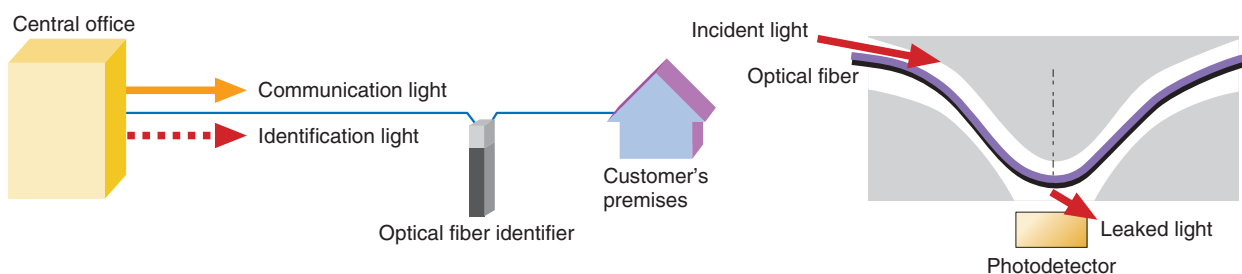 Central office
Communication light
Identification light
Optical fiber identifier
Customer's
premises
Incident light
Optical fiber
Leaked light
Photodetector